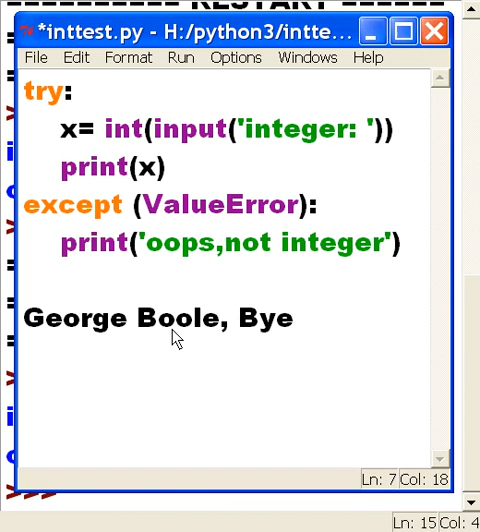 ========== RESTART ======
*inttest.py - H:/python3/intte...
File Edit Format Run Options Windows Help
try:
x= int(input('integer: '))
print(x)
except (ValueError):
print('oops,not integer')
George Boole, Bye
Ln: 7 Col: 18
>>>
Ln: 15 Col: 4